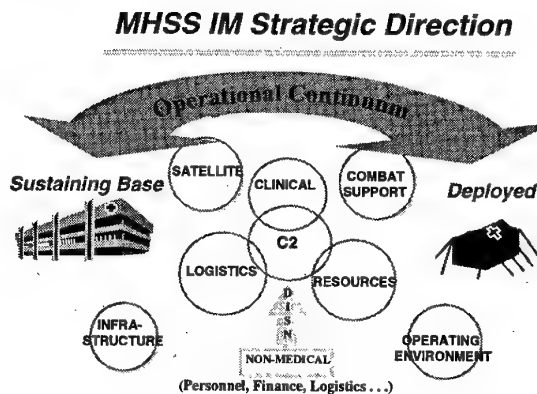 MHSS IM Strategic Direction
Operational Continuum
SATELLITE
CLINICAL
COMBAT
SUPPORT
Sustaining Base
Deployed
C2
LOGISTICS
RESOURCES
DISN
INFRA-
STRUCTURE
OPERATING
ENVIRONMENT
NON-MEDICAL
(Personnel, Finance, Logistics . . .)